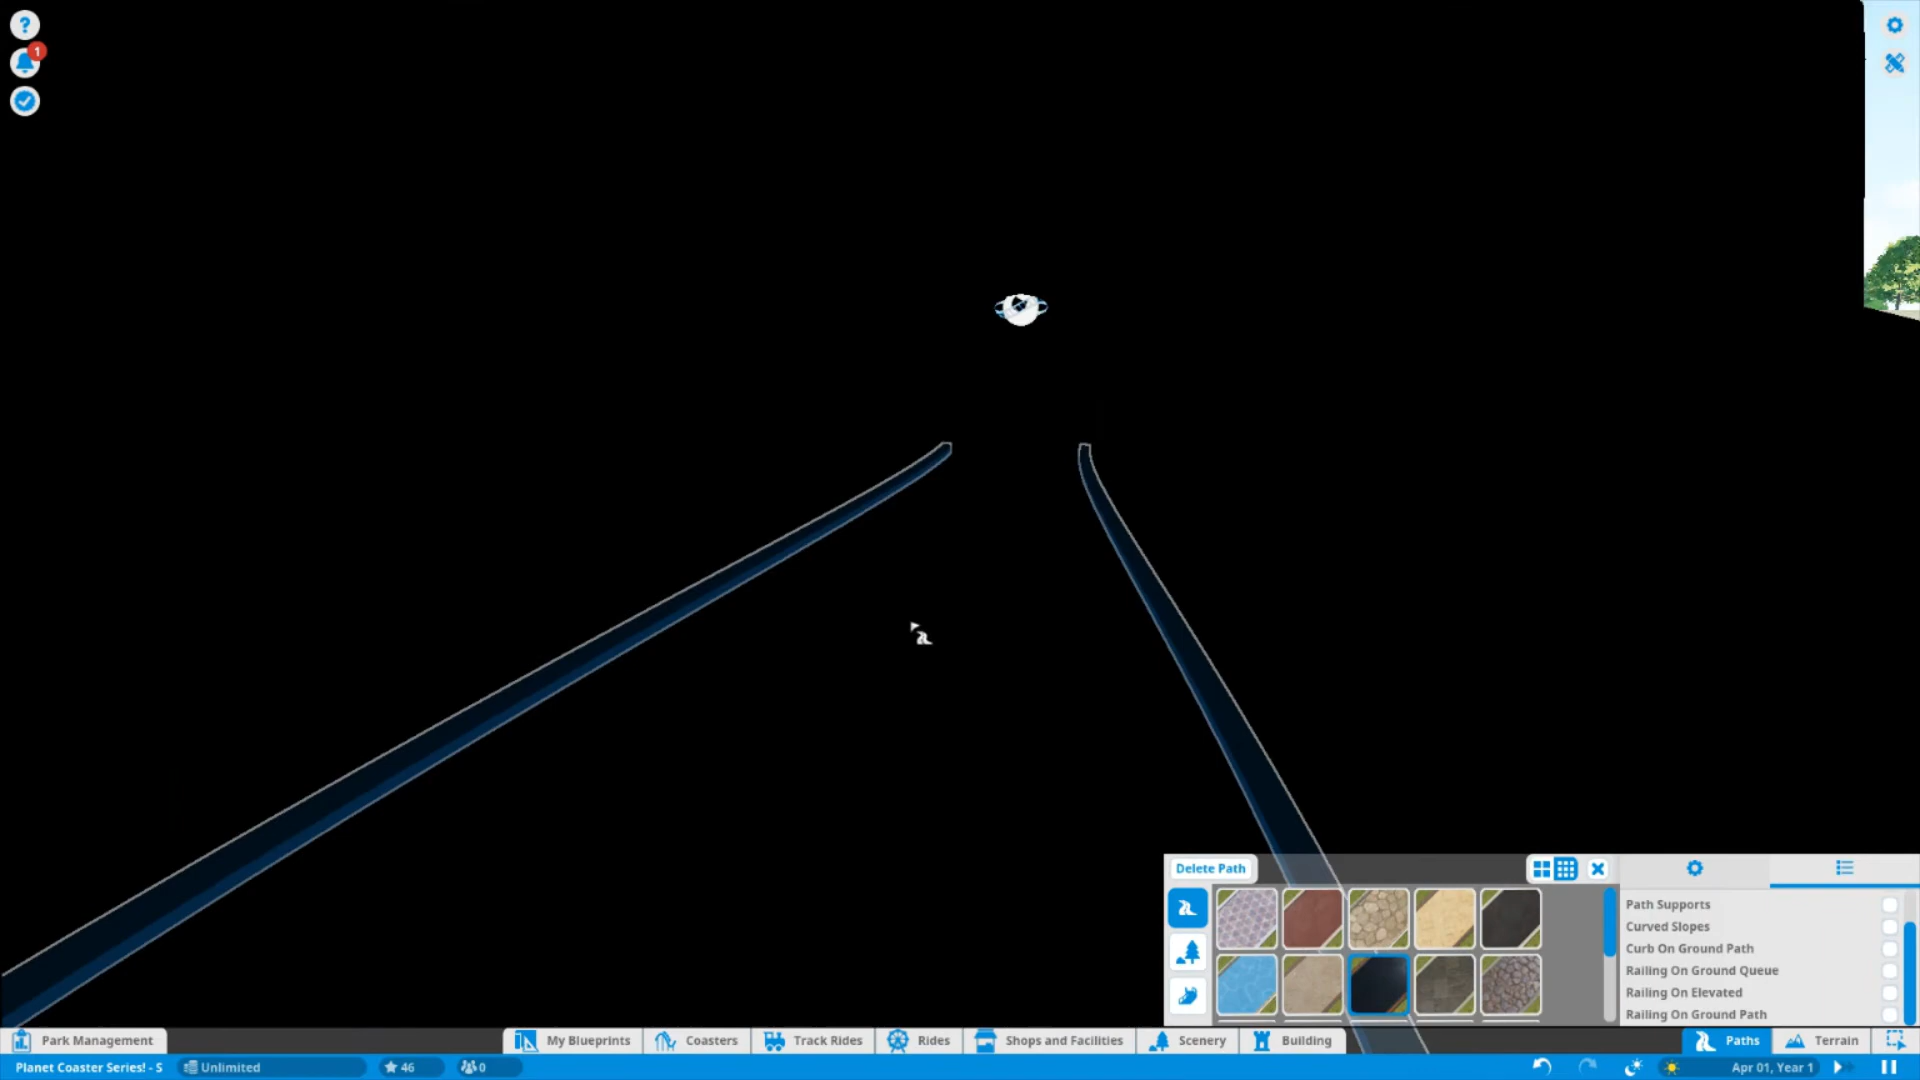 ?
1
Delete Path
Path Supports
Curved Slopes
Curb On Ground Path
Railing On Ground Queue
Railing On Elevated
Railing On Ground Path
Park Management
My Blueprints
Coasters
Track Rides
Rides
Shops and Facilities
Scenery
Building
Paths
Terrain
Planet Coaster Series! - S
Unlimited
46
0
Apr 01, Year 1